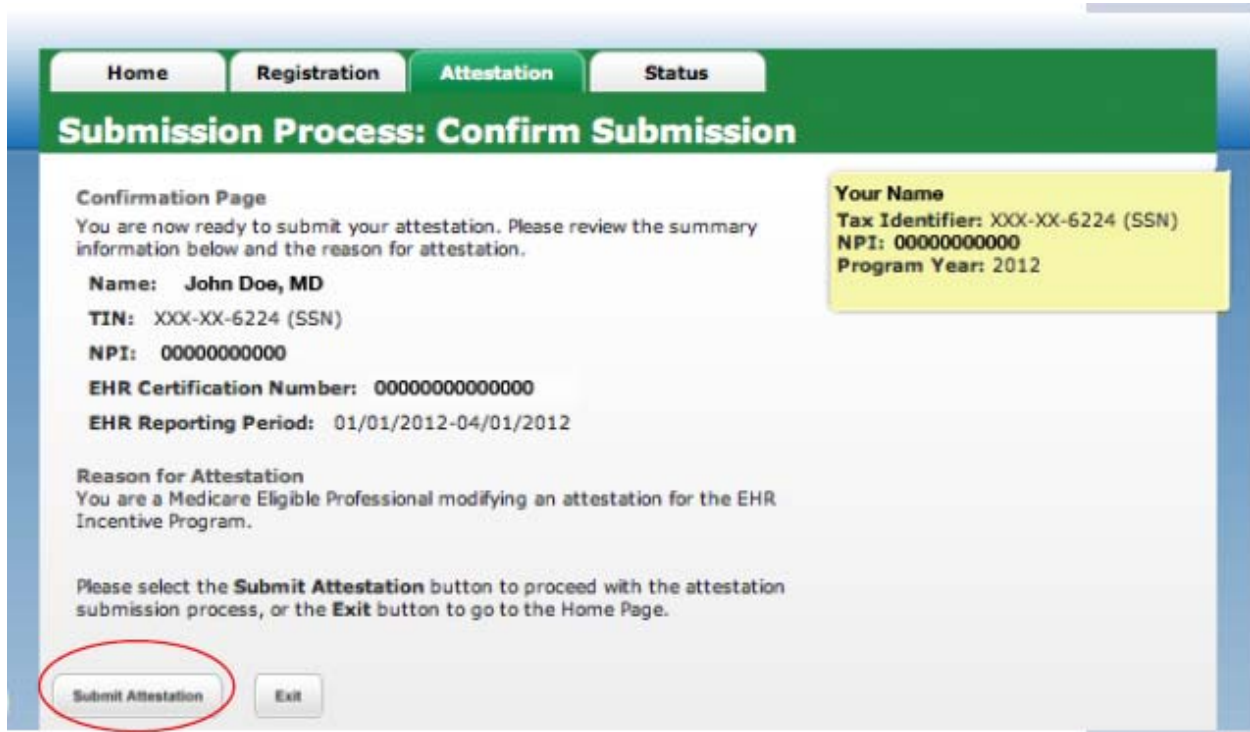 Home Registration Attestation Status
Submission Process: Confirm Submission
Confirmation Page
You are now ready to submit your attestation. Please review the summary
information below and the reason for attestation.
Name: John Doe, MD
TIN: XXX-XX-6224 (SSN)
NPI: 00000000000
EHR Certification Number: 00000000000000
EHR Reporting Period: 01/01/2012-04/01/2012
Reason for Attestation
You are a Medicare Eligible Professional modifying an attestation for the EHR
Incentive Program.
Please select the Submit Attestation button to proceed with the attestation
submission process, or the Exit button to go to the Home Page.
Submit Attestation Exit
Your Name
Tax Identifier: XXX-XX-6224 (SSN)
NPI: 00000000000
Program Year: 2012